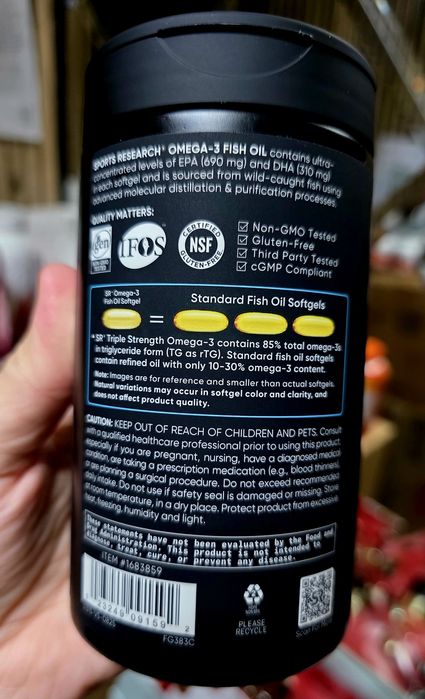 SPORTS RESEARCH® OMEGA-3 FISH OIL contains ultra-
concentrated levels of EPA (690 mg) and DHA (310 mg)
in each softgel and is sourced from wild-caught fish using
advanced molecular distillation & purification processes.
QUALITY MATTERS:
IGEN
NON-GMO
TESTED
IFOS™
CERTIFIED
NSF
GLUTEN-FREE
☑ Non-GMO Tested
☑ Gluten-Free
☑ Third Party Tested
☑ cGMP Compliant
SR® Omega-3
Fish Oil Softgel
=
Standard Fish Oil Softgels
SR® Triple Strength Omega-3 contains 85% total omega-3s
in triglyceride form (TG as rTG). Standard fish oil softgels
contain refined oil with only 10-30% omega-3 content.
Note: Images are for reference and smaller than actual softgels.
Natural variations may occur in softgel color and clarity, and
does not affect product quality.
CAUTION: KEEP OUT OF REACH OF CHILDREN AND PETS. Consult
with a qualified healthcare professional prior to using this product,
especially if you are pregnant, nursing, have a diagnosed medical
condition, are taking a prescription medication (e.g., blood thinners),
or are planning a surgical procedure. Do not exceed recommended
daily intake. Do not use if safety seal is damaged or missing. Store
at room temperature, in a dry place. Protect product from excessive
heat, freezing, humidity and light.
These statements have not been evaluated by the Food and
Drug Administration. This product is not intended to
diagnose, treat, cure, or prevent any disease.
ITEM #1683859
23249 09159 2
FG383C
PLEASE
RECYCLE
Scan For